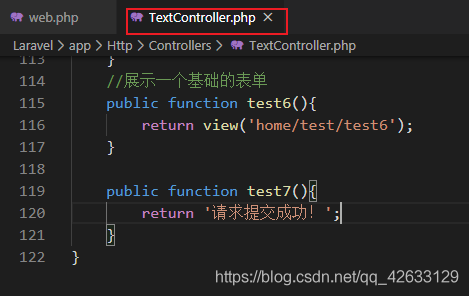 web.php TextController.php ×
Laravel > app > Http > Controllers > TextController.php
113 }
114 //展示一个基础的表单
115 public function test6(){
116 return view('home/test/test6');
117 }
118
119 public function test7(){
120 return '请求提交成功! ';
121 }
122 }
https://blog.csdn.net/qq_42633129